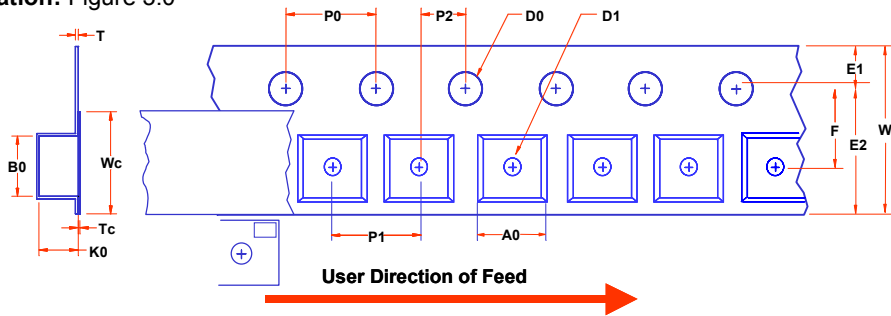 ation: Figure 3.0
T
P0
P2
D0
D1
E1
W
F
E2
B0
Wc
Tc
K0
P1
A0
User Direction of Feed